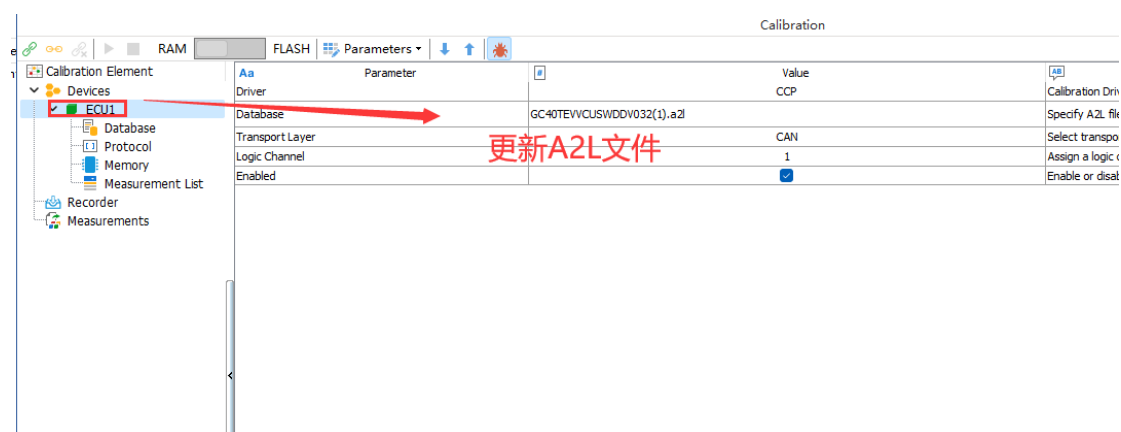 Calibration
RAM FLASH Parameters
Calibration Element
Devices
ECU1
Database
Protocol
Memory
Measurement List
Recorder
Measurements
Aa Parameter # Value AB
Driver CCP Calibration Driv
Database GC40TEVVCUSWDDV032(1).a2l Specify A2L file
Transport Layer CAN Select transpo
Logic Channel 1 Assign a logic c
Enabled Enable or disab
更新A2L文件